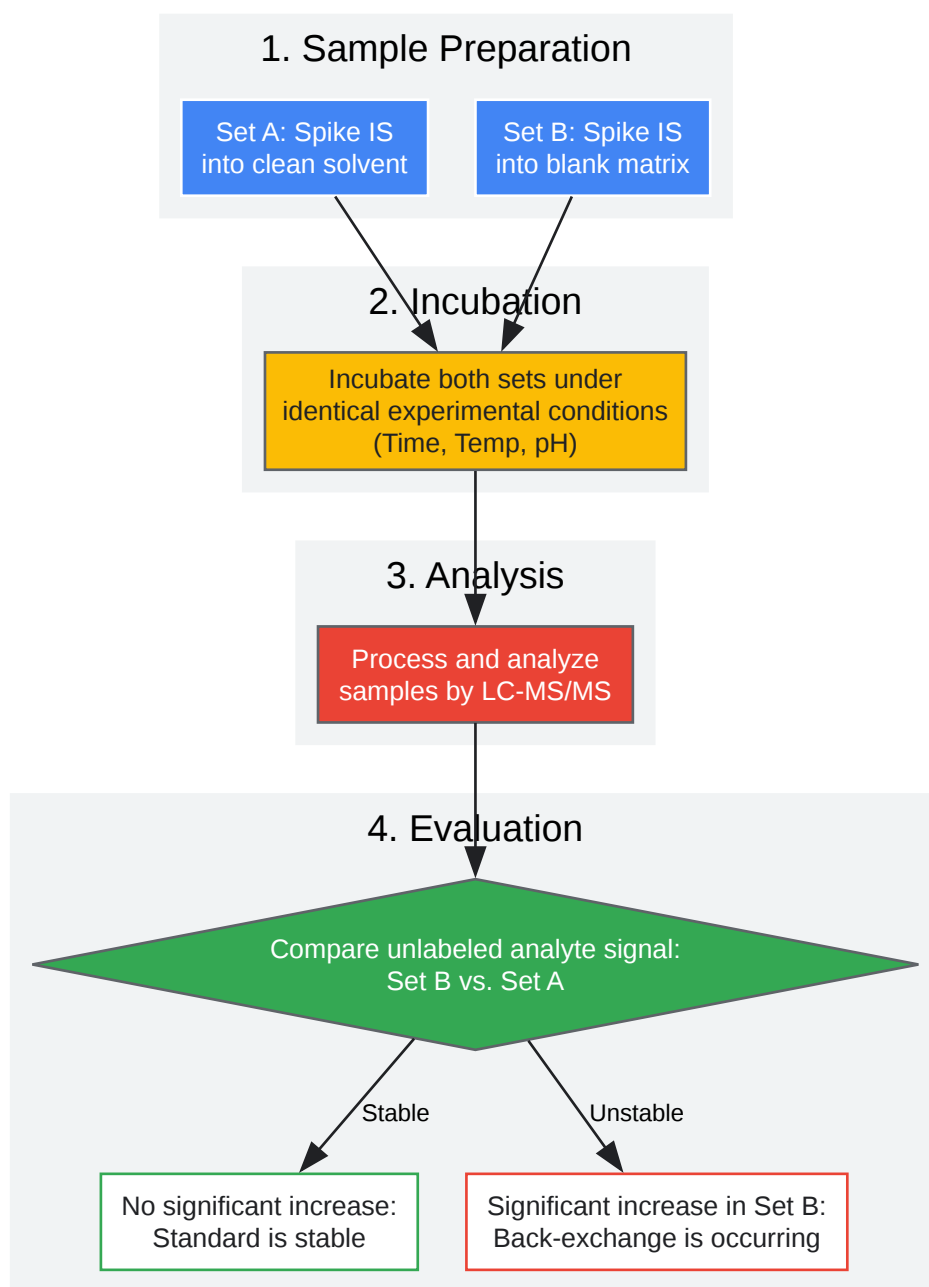 1. Sample Preparation
Set A: Spike IS
into clean solvent
Set B: Spike IS
into blank matrix
2. Incubation
Incubate both sets under
identical experimental conditions
(Time, Temp, pH)
3. Analysis
Process and analyze
samples by LC-MS/MS
4. Evaluation
Compare unlabeled analyte signal:
Set B vs. Set A
Stable
Unstable
No significant increase:
Standard is stable
Significant increase in Set B:
Back-exchange is occurring